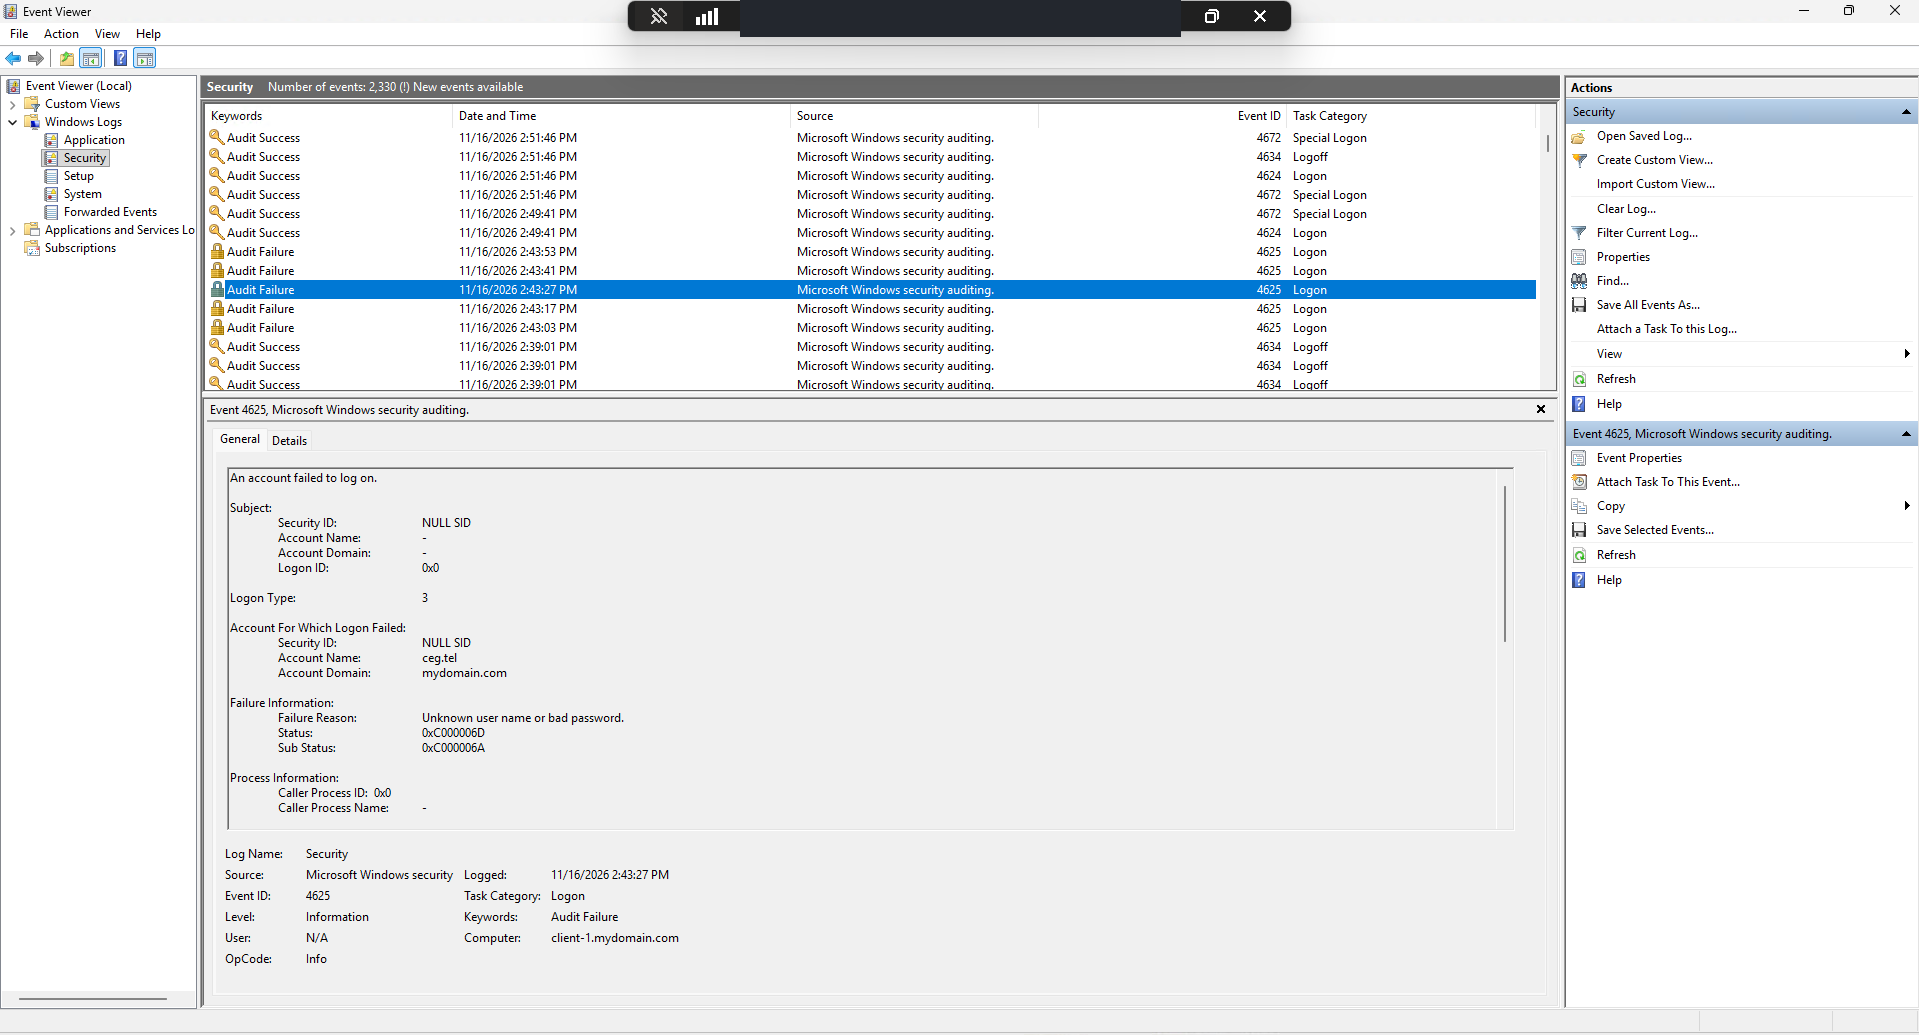 Event Viewer
File Action View Help
Event Viewer (Local)
Custom Views
Windows Logs
Application
Security
Setup
System
Forwarded Events
Applications and Services Lo
Subscriptions
Security Number of events: 2,330 (!) New events available
Keywords Date and Time Source Event ID Task Category
Audit Success 11/16/2026 2:51:46 PM Microsoft Windows security auditing. 4672 Special Logon
Audit Success 11/16/2026 2:51:46 PM Microsoft Windows security auditing. 4634 Logoff
Audit Success 11/16/2026 2:51:46 PM Microsoft Windows security auditing. 4624 Logon
Audit Success 11/16/2026 2:51:46 PM Microsoft Windows security auditing. 4672 Special Logon
Audit Success 11/16/2026 2:49:41 PM Microsoft Windows security auditing. 4672 Special Logon
Audit Success 11/16/2026 2:49:41 PM Microsoft Windows security auditing. 4624 Logon
Audit Failure 11/16/2026 2:43:53 PM Microsoft Windows security auditing. 4625 Logon
Audit Failure 11/16/2026 2:43:41 PM Microsoft Windows security auditing. 4625 Logon
Audit Failure 11/16/2026 2:43:27 PM Microsoft Windows security auditing. 4625 Logon
Audit Failure 11/16/2026 2:43:17 PM Microsoft Windows security auditing. 4625 Logon
Audit Failure 11/16/2026 2:43:03 PM Microsoft Windows security auditing. 4625 Logon
Audit Success 11/16/2026 2:39:01 PM Microsoft Windows security auditing. 4634 Logoff
Audit Success 11/16/2026 2:39:01 PM Microsoft Windows security auditing. 4634 Logoff
Audit Success 11/16/2026 2:39:01 PM Microsoft Windows security auditing. 4634 Logoff
Event 4625, Microsoft Windows security auditing.
General Details
An account failed to log on.
Subject:
Security ID: NULL SID
Account Name: -
Account Domain: -
Logon ID: 0x0
Logon Type: 3
Account For Which Logon Failed:
Security ID: NULL SID
Account Name: ceg.tel
Account Domain: mydomain.com
Failure Information:
Failure Reason: Unknown user name or bad password.
Status: 0xC000006D
Sub Status: 0xC000006A
Process Information:
Caller Process ID: 0x0
Caller Process Name: -
Log Name: Security
Source: Microsoft Windows security Logged: 11/16/2026 2:43:27 PM
Event ID: 4625 Task Category: Logon
Level: Information Keywords: Audit Failure
User: N/A Computer: client-1.mydomain.com
OpCode: Info
Actions
Security
Open Saved Log...
Create Custom View...
Import Custom View...
Clear Log...
Filter Current Log...
Properties
Find...
Save All Events As...
Attach a Task To this Log...
View
Refresh
Help
Event 4625, Microsoft Windows security auditing.
Event Properties
Attach Task To This Event...
Copy
Save Selected Events...
Refresh
Help